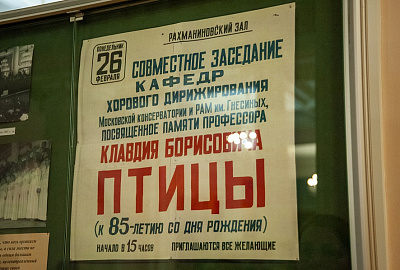 РАХМАНИНОВСКИЙ ЗАЛ
ПОНЕДЕЛЬНИК
26
ФЕВРАЛЯ
СОВМЕСТНОЕ ЗАСЕДАНИЕ
КАФЕДР
ХОРОВОГО ДИРИЖИРОВАНИЯ
МОСКОВСКОЙ КОНСЕРВАТОРИИ И РАМ ИМ. ГНЕСИНЫХ,
ПОСВЯЩЕННОЕ ПАМЯТИ ПРОФЕССОРА
КЛАВДИЯ БОРИСОВИЧА
ПТИЦЫ
(К 85-ЛЕТИЮ СО ДНЯ РОЖДЕНИЯ)
НАЧАЛО В 15 ЧАСОВ ПРИГЛАШАЮТСЯ ВСЕ ЖЕЛАЮЩИЕ